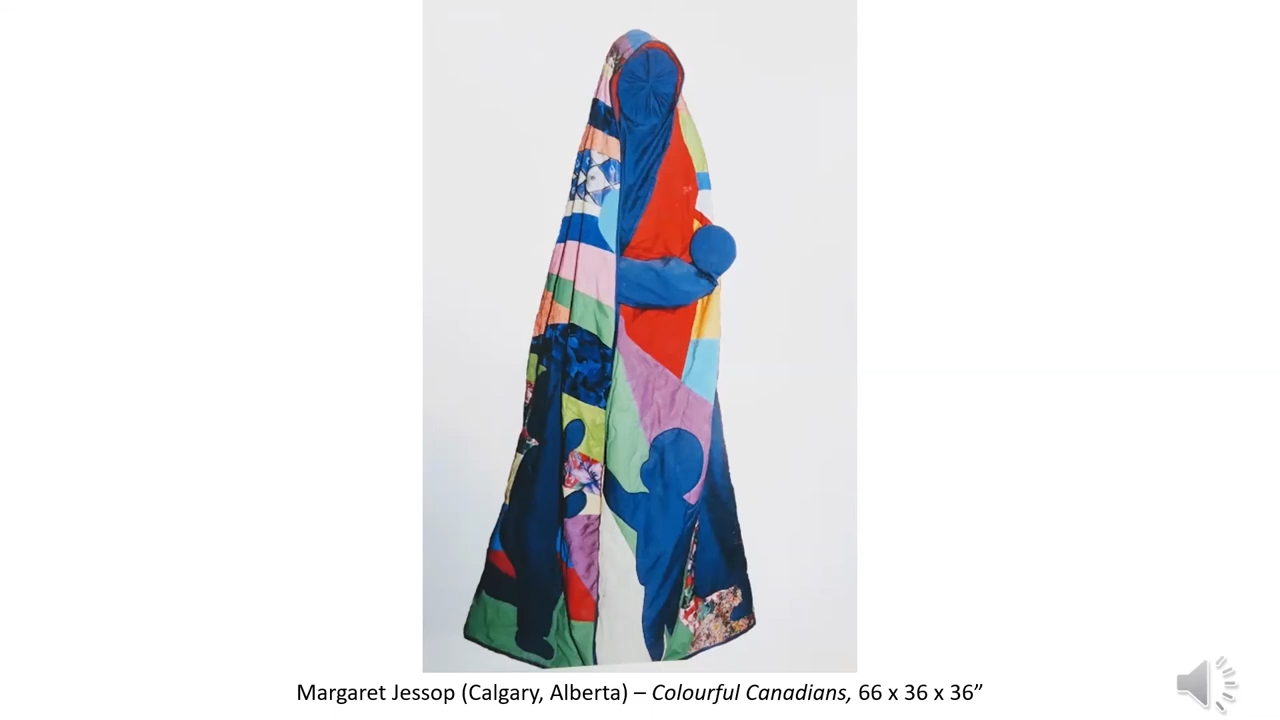 Margaret Jessop (Calgary, Alberta) – Colourful Canadians, 66 x 36 x 36”